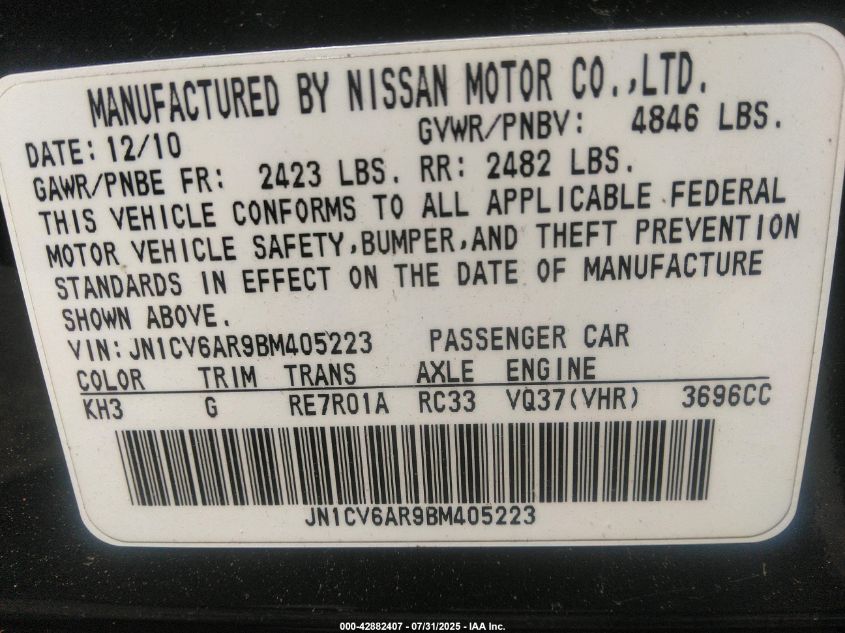 MANUFACTURED BY NISSAN MOTOR CO.,LTD.
DATE: 12/10 GVWR/PNBV: 4846 LBS.
GAWR/PNBE FR: 2423 LBS. RR: 2482 LBS.
THIS VEHICLE CONFORMS TO ALL APPLICABLE FEDERAL
MOTOR VEHICLE SAFETY,BUMPER,AND THEFT PREVENTION
STANDARDS IN EFFECT ON THE DATE OF MANUFACTURE
SHOWN ABOVE.
VIN: JN1CV6AR9BM405223 PASSENGER CAR
COLOR TRIM TRANS AXLE ENGINE
KH3 G RE7R01A RC33 VQ37(VHR) 3696CC
JN1CV6AR9BM405223
000-42882407 - 07/31/2025 - IAA Inc.